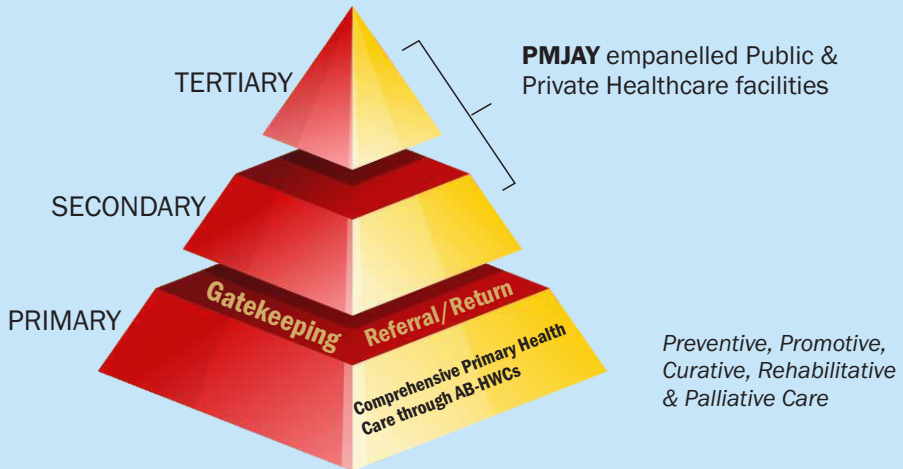 PMJAY empanelled Public &
Private Healthcare facilities
TERTIARY
SECONDARY
PRIMARY
Gatekeeping
Referral/Return
Comprehensive Primary Health
Care through AB-HWCs
Preventive, Promotive,
Curative, Rehabilitative
& Palliative Care